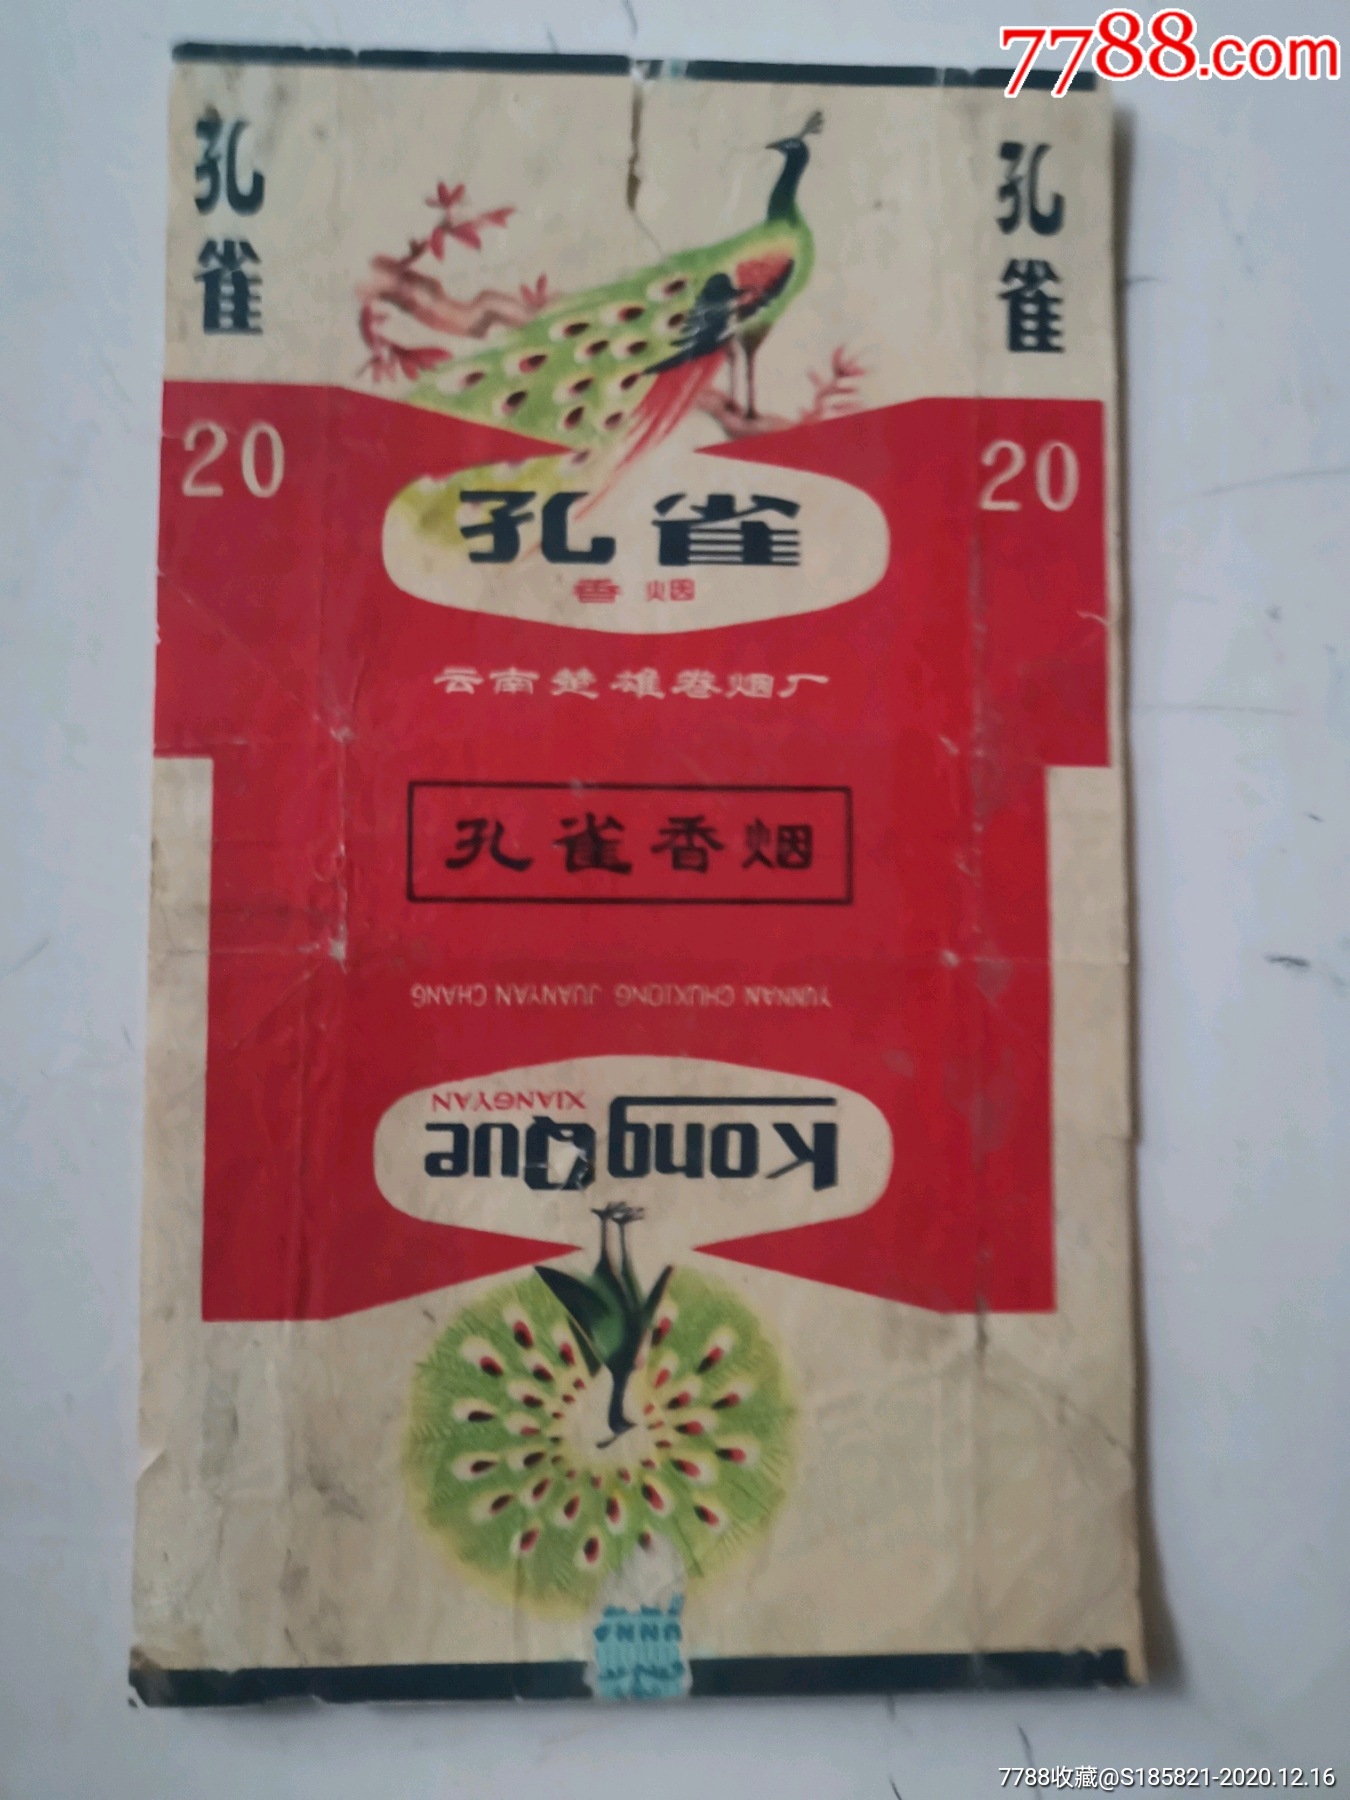 7788.com
孔雀
孔雀
20
20
孔雀
香烟
云南楚雄卷烟厂
孔雀香烟
YUNNAN CHUXIONG JUANYAN CHANG
XIANGYAN
KongQue
7788收藏@S185821-2020.12.16